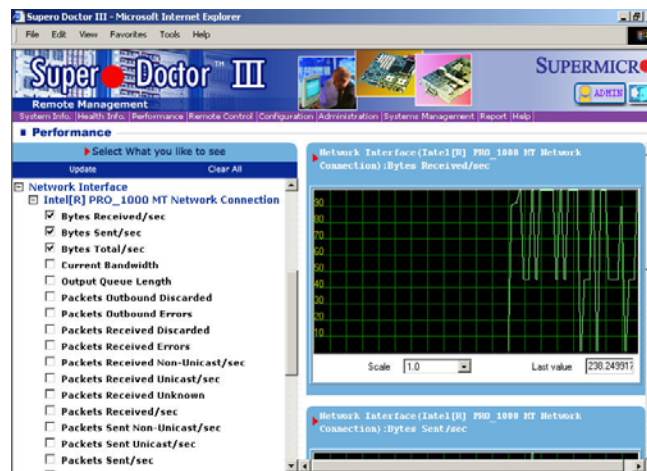 Supero Doctor III - Microsoft Internet Explorer
File Edit View Favorites Tools Help
Super Doctor ™ III
SUPERMICR
Remote Management
ADMIN
System Info. Health Info. Performance Remote Control Configuration Administration Systems Management Report Help
Performance
Select What you like to see
Update Clear All
Network Interface
Intel[R] PRO_1000 MT Network Connection
Bytes Received/sec
Bytes Sent/sec
Bytes Total/sec
Current Bandwidth
Output Queue Length
Packets Outbound Discarded
Packets Outbound Errors
Packets Received Discarded
Packets Received Errors
Packets Received Non-Unicast/sec
Packets Received Unicast/sec
Packets Received Unknown
Packets Received/sec
Packets Sent Non-Unicast/sec
Packets Sent Unicast/sec
Packets Sent/sec
Network Interface(Intel[R] PRO_1000 MT Network
Connection):Bytes Received/sec
90
80
70
60
50
40
30
20
10
Scale 1.0 Last value 238.249917
Network Interface(Intel[R] PRO_1000 MT Network
Connection):Bytes Sent/sec